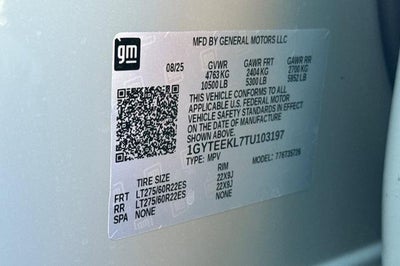 gm
MFD BY GENERAL MOTORS LLC
08/25 GVWR GAWR FRT GAWR RR
4763 KG 2404 KG 2700 KG
10500 LB 5300 LB 5952 LB
THIS VEHICLE CONFORMS TO ALL
APPLICABLE U.S. FEDERAL MOTOR
VEHICLE SAFETY STANDARDS IN EFFECT
ON THE DATE OF MANUFACTURE
SHOWN ABOVE.
1GYTEEKL7TU103197
TYPE: MPV MODEL: 776T35726
TIRE SIZE RIM
FRT LT275/60R22ES 22X9J
RR LT275/60R22ES 22X9J
SPA NONE NONE